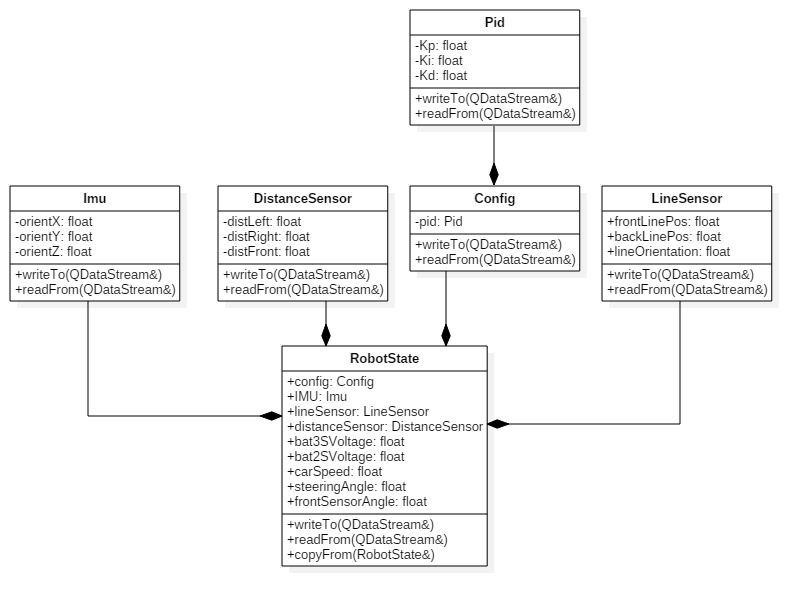 Pid
-Kp: float
-Ki: float
-Kd: float
+writeTo(QDataStream&)
+readFrom(QDataStream&)
Imu
-orientX: float
-orientY: float
-orientZ: float
+writeTo(QDataStream&)
+readFrom(QDataStream&)
DistanceSensor
-distLeft: float
-distRight: float
-distFront: float
+writeTo(QDataStream&)
+readFrom(QDataStream&)
Config
-pid: Pid
+writeTo(QDataStream&)
+readFrom(QDataStream&)
LineSensor
+frontLinePos: float
+backLinePos: float
+lineOrientation: float
+writeTo(QDataStream&)
+readFrom(QDataStream&)
RobotState
+config: Config
+IMU: Imu
+lineSensor: LineSensor
+distanceSensor: DistanceSensor
+bat3SVoltage: float
+bat2SVoltage: float
+carSpeed: float
+steeringAngle: float
+frontSensorAngle: float
+writeTo(QDataStream&)
+readFrom(QDataStream&)
+copyFrom(RobotState&)